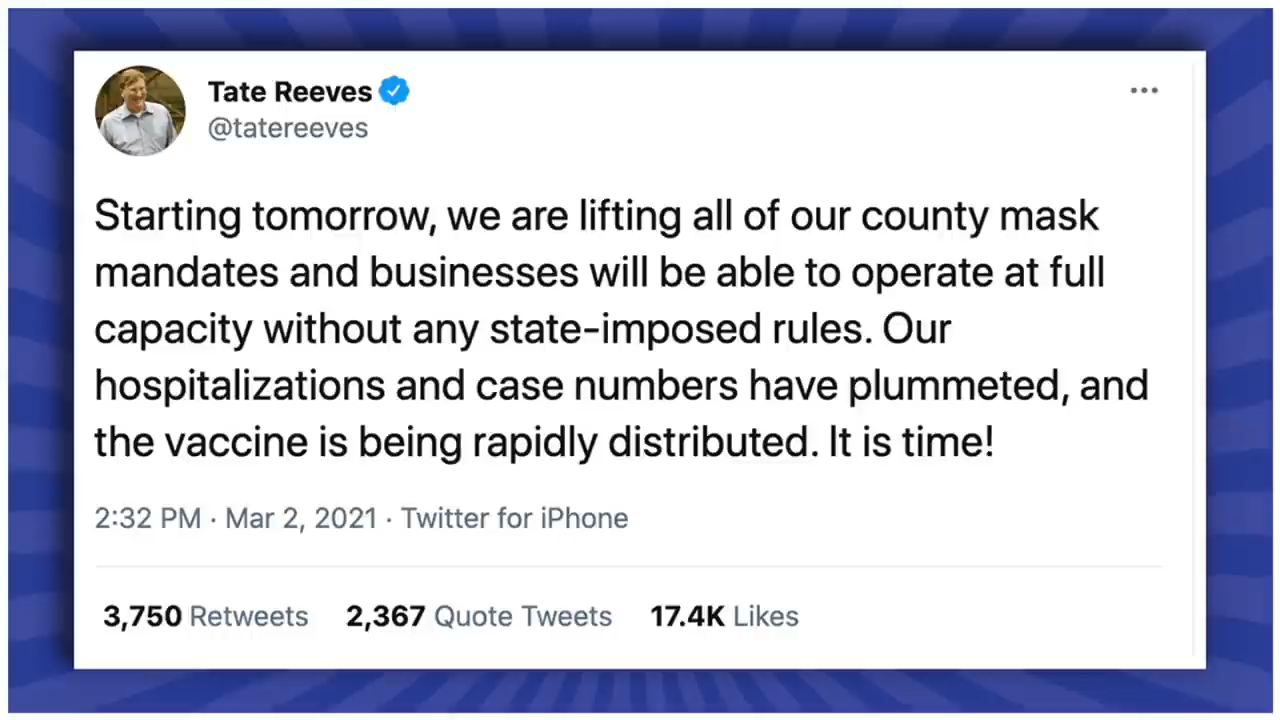 Tate Reeves
@tatereeves
Starting tomorrow, we are lifting all of our county mask
mandates and businesses will be able to operate at full
capacity without any state-imposed rules. Our
hospitalizations and case numbers have plummeted, and
the vaccine is being rapidly distributed. It is time!
2:32 PM · Mar 2, 2021 · Twitter for iPhone
3,750 Retweets 2,367 Quote Tweets 17.4K Likes